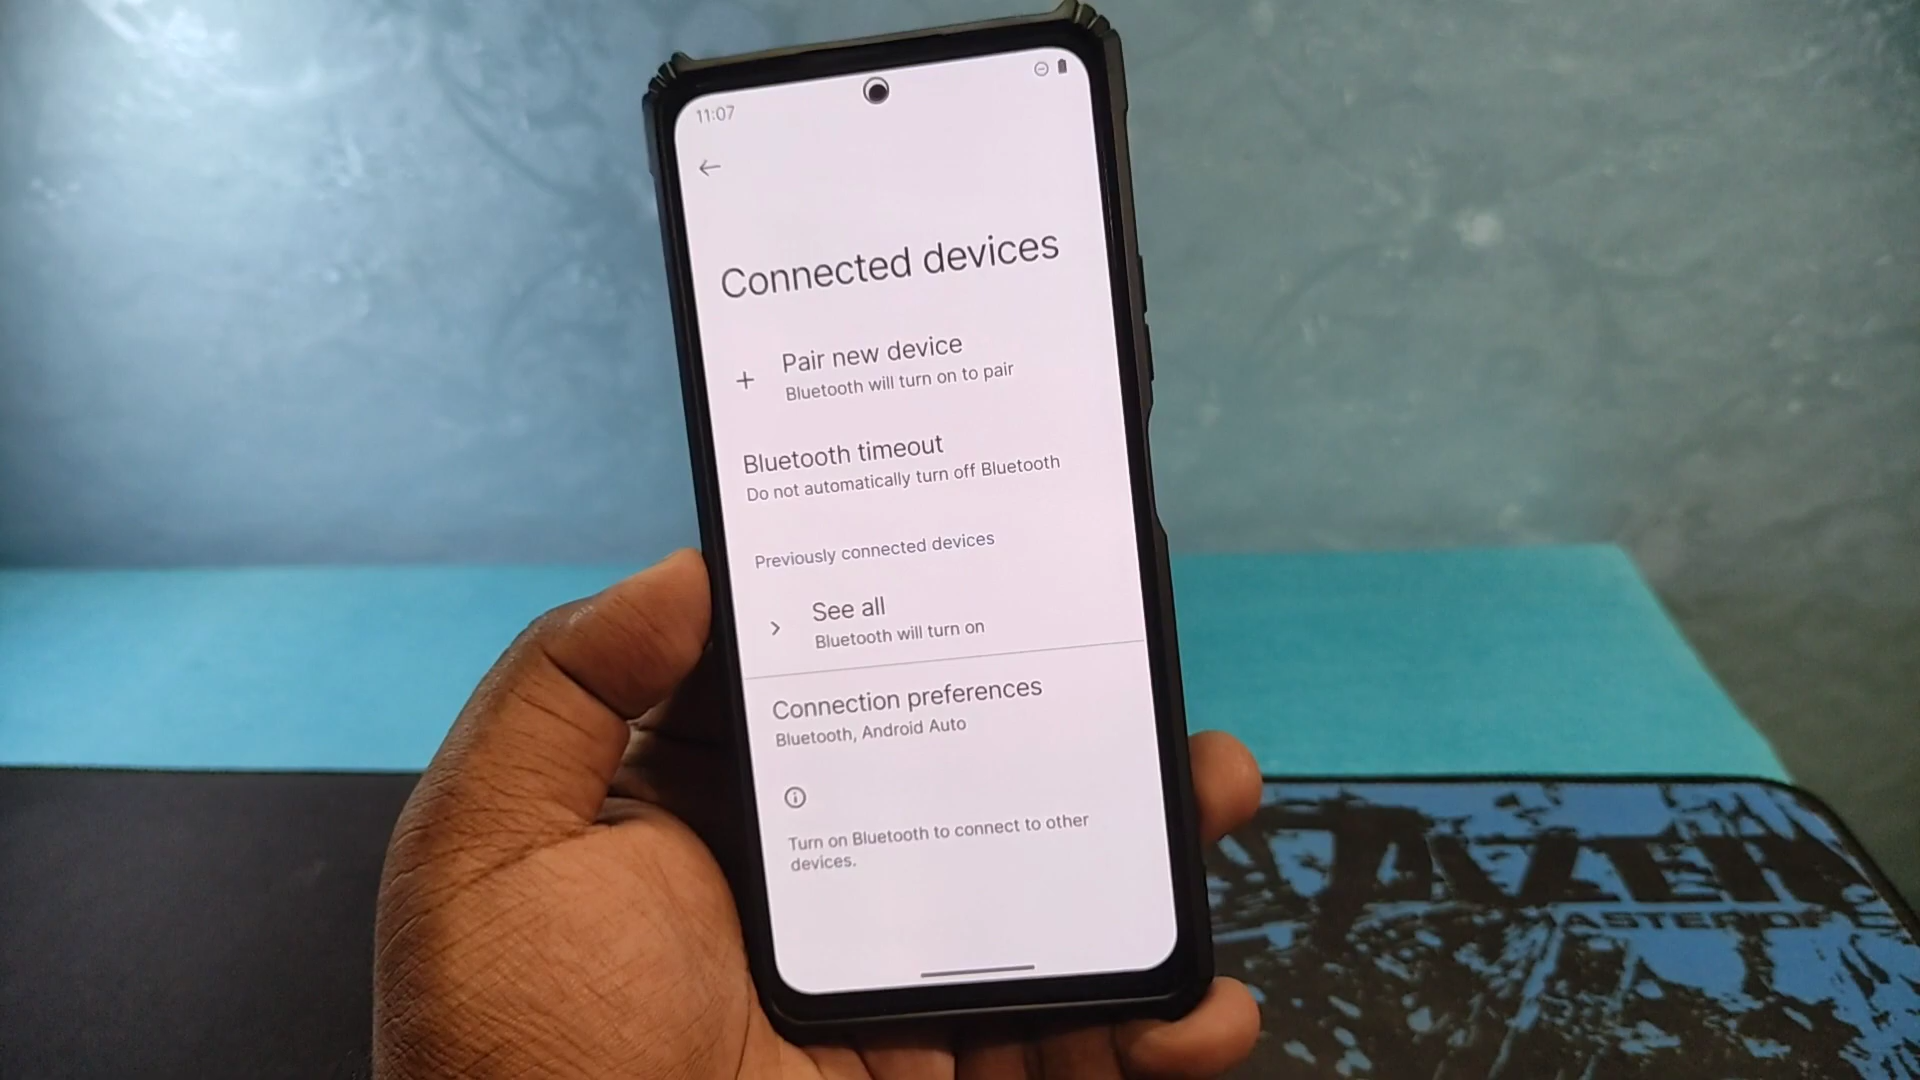 11:07
Connected devices
Pair new device
Bluetooth will turn on to pair
Bluetooth timeout
Do not automatically turn off Bluetooth
Previously connected devices
See all
Bluetooth will turn on
Connection preferences
Bluetooth, Android Auto
Turn on Bluetooth to connect to other
devices.